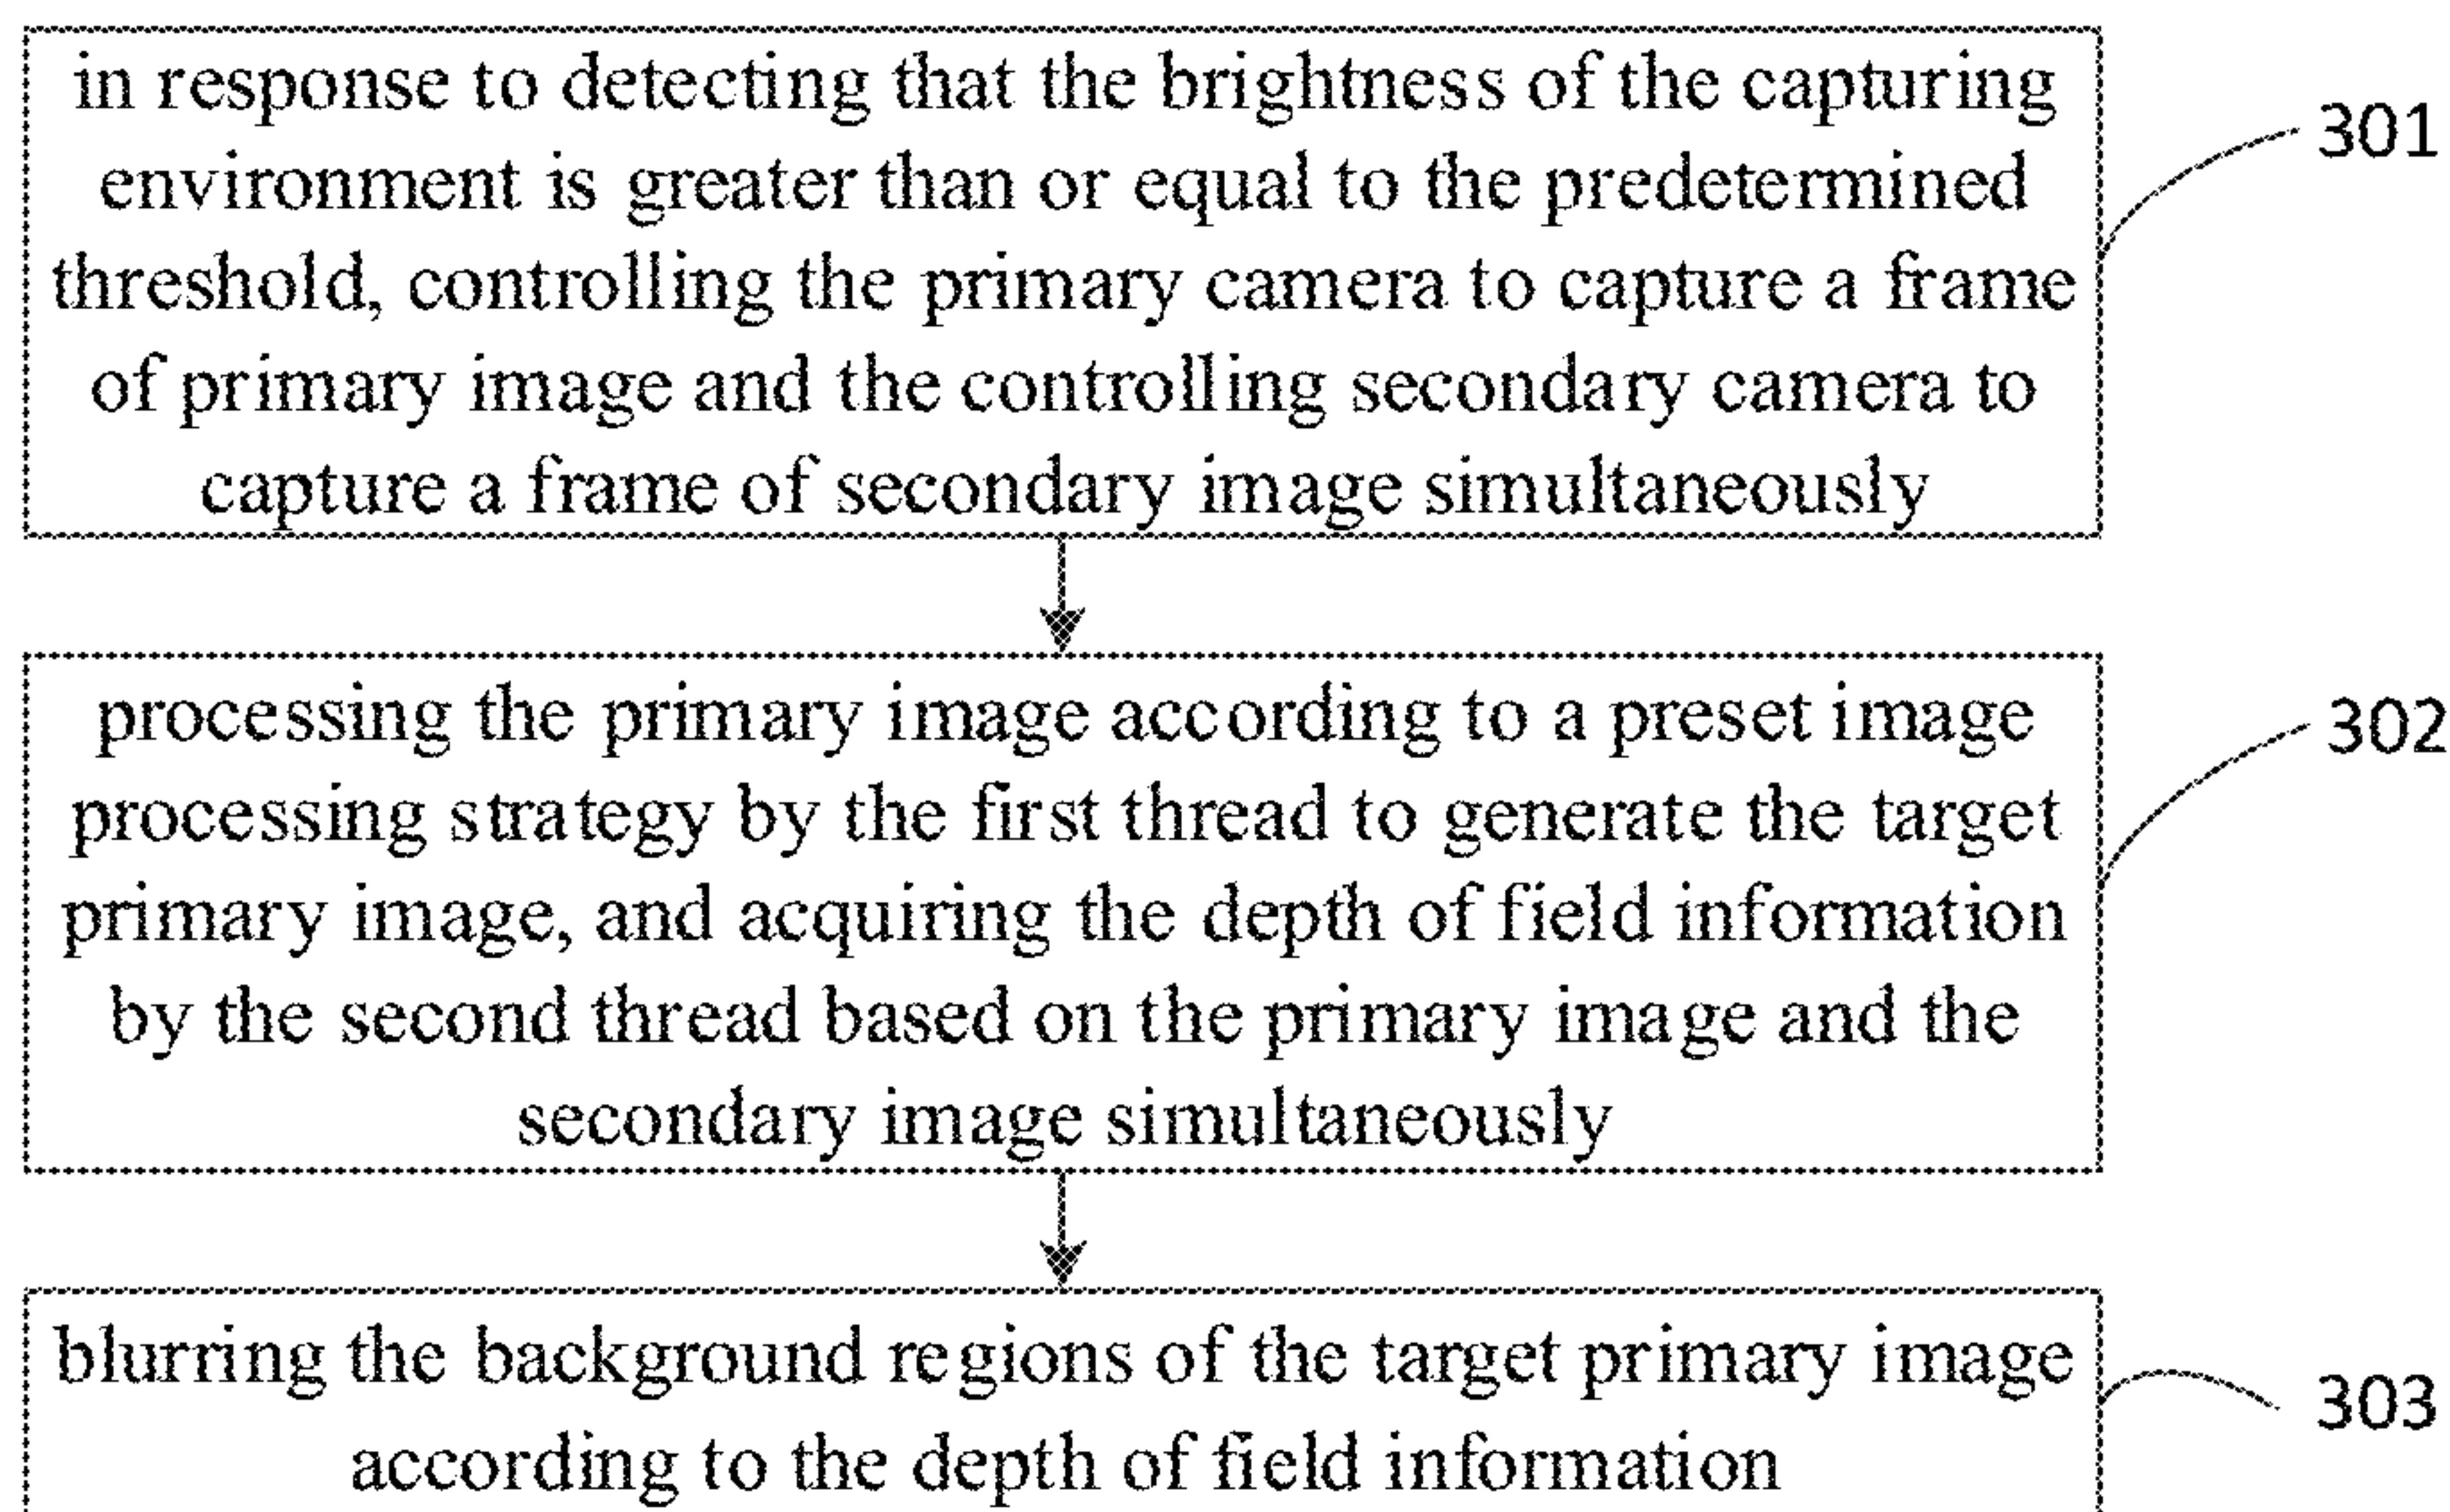 in response to detecting that the brightness of the capturing
environment is greater than or equal to the predetermined
threshold, controlling the primary camera to capture a frame
of primary image and the controlling secondary camera to
capture a frame of secondary image simultaneously
301
processing the primary image according to a preset image
processing strategy by the first thread to generate the target
primary image, and acquiring the depth of field information
by the second thread based on the primary image and the
secondary image simultaneously
302
blurring the background regions of the target primary image
according to the depth of field information
303